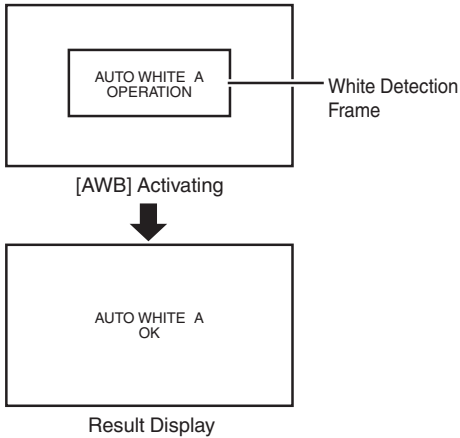 AUTO WHITE A
OPERATION
White Detection
Frame
[AWB] Activating
AUTO WHITE A
OK
Result Display